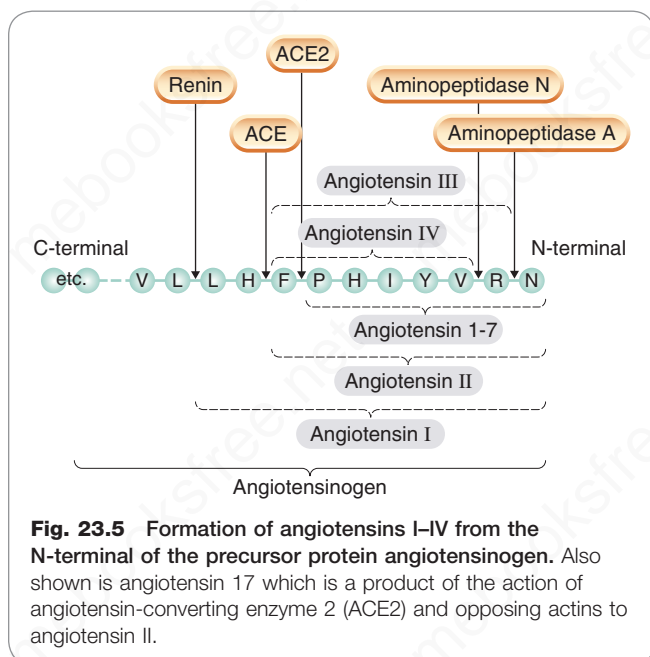 ACE2
Renin
Aminopeptidase N
ACE
Aminopeptidase A
Angiotensin III
Angiotensin IV
C-terminal
N-terminal
etc. V L L H F P H I Y V R N
Angiotensin 1-7
Angiotensin II
Angiotensin I
Angiotensinogen
Fig. 23.5 Formation of angiotensins I–IV from the
N-terminal of the precursor protein angiotensinogen. Also
shown is angiotensin 17 which is a product of the action of
angiotensin-converting enzyme 2 (ACE2) and opposing actins to
angiotensin II.